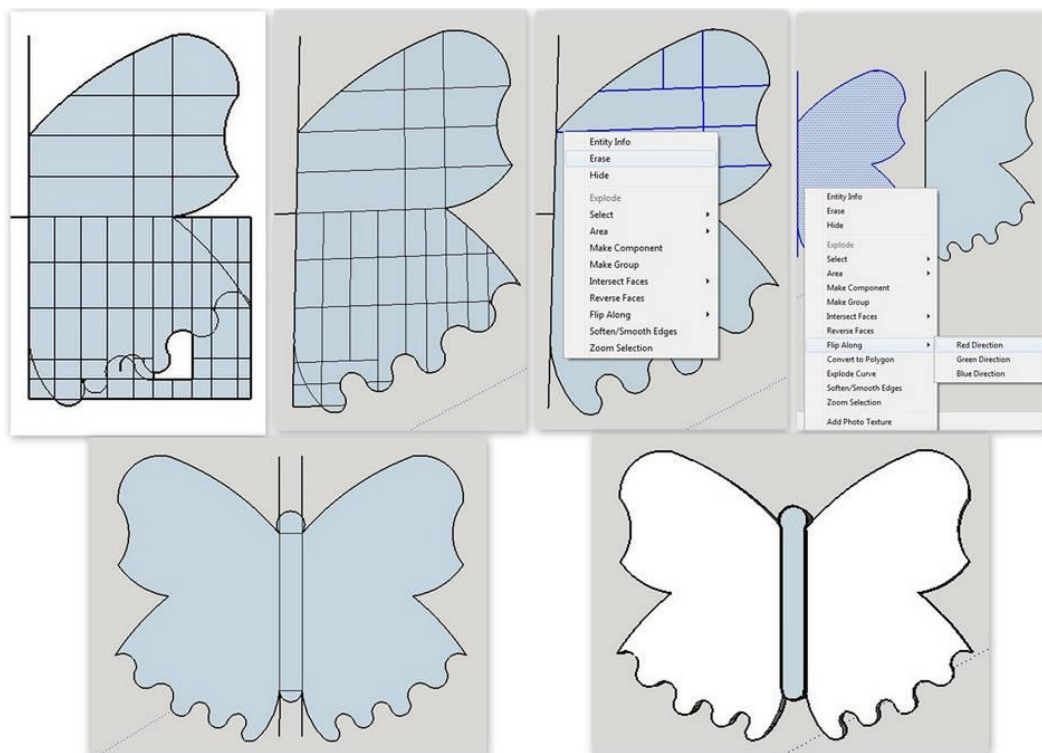 Entity Info
Erase
Hide
Explode
Select
Area
Make Component
Make Group
Intersect Faces
Reverse Faces
Flip Along
Soften/Smooth Edges
Zoom Selection
Entity Info
Erase
Hide
Explode
Select
Area
Make Component
Make Group
Intersect Faces
Reverse Faces
Flip Along
Red Direction
Convert to Polygon
Green Direction
Explode Curve
Blue Direction
Soften/Smooth Edges
Zoom Selection
Add Photo Texture